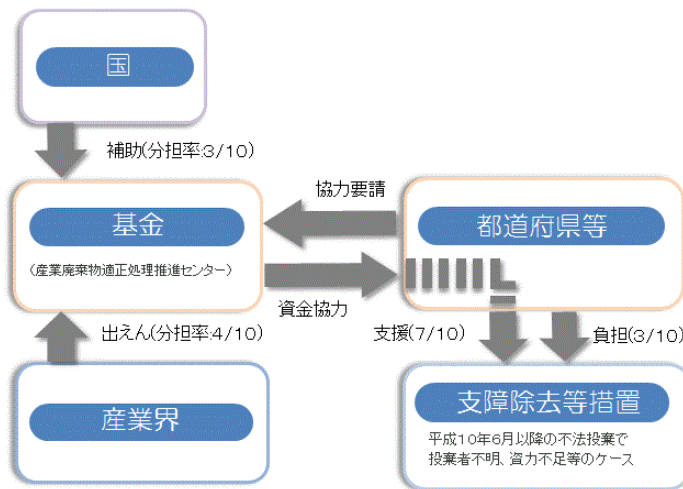 国
補助(分担率:3/10)
基金
(産業廃棄物適正処理推進センター)
協力要請
都道府県等
資金協力
出えん(分担率:4/10)
支援(7/10)
負担(3/10)
産業界
支障除去等措置
平成10年6月以降の不法投棄で
投棄者不明、資力不足等のケース